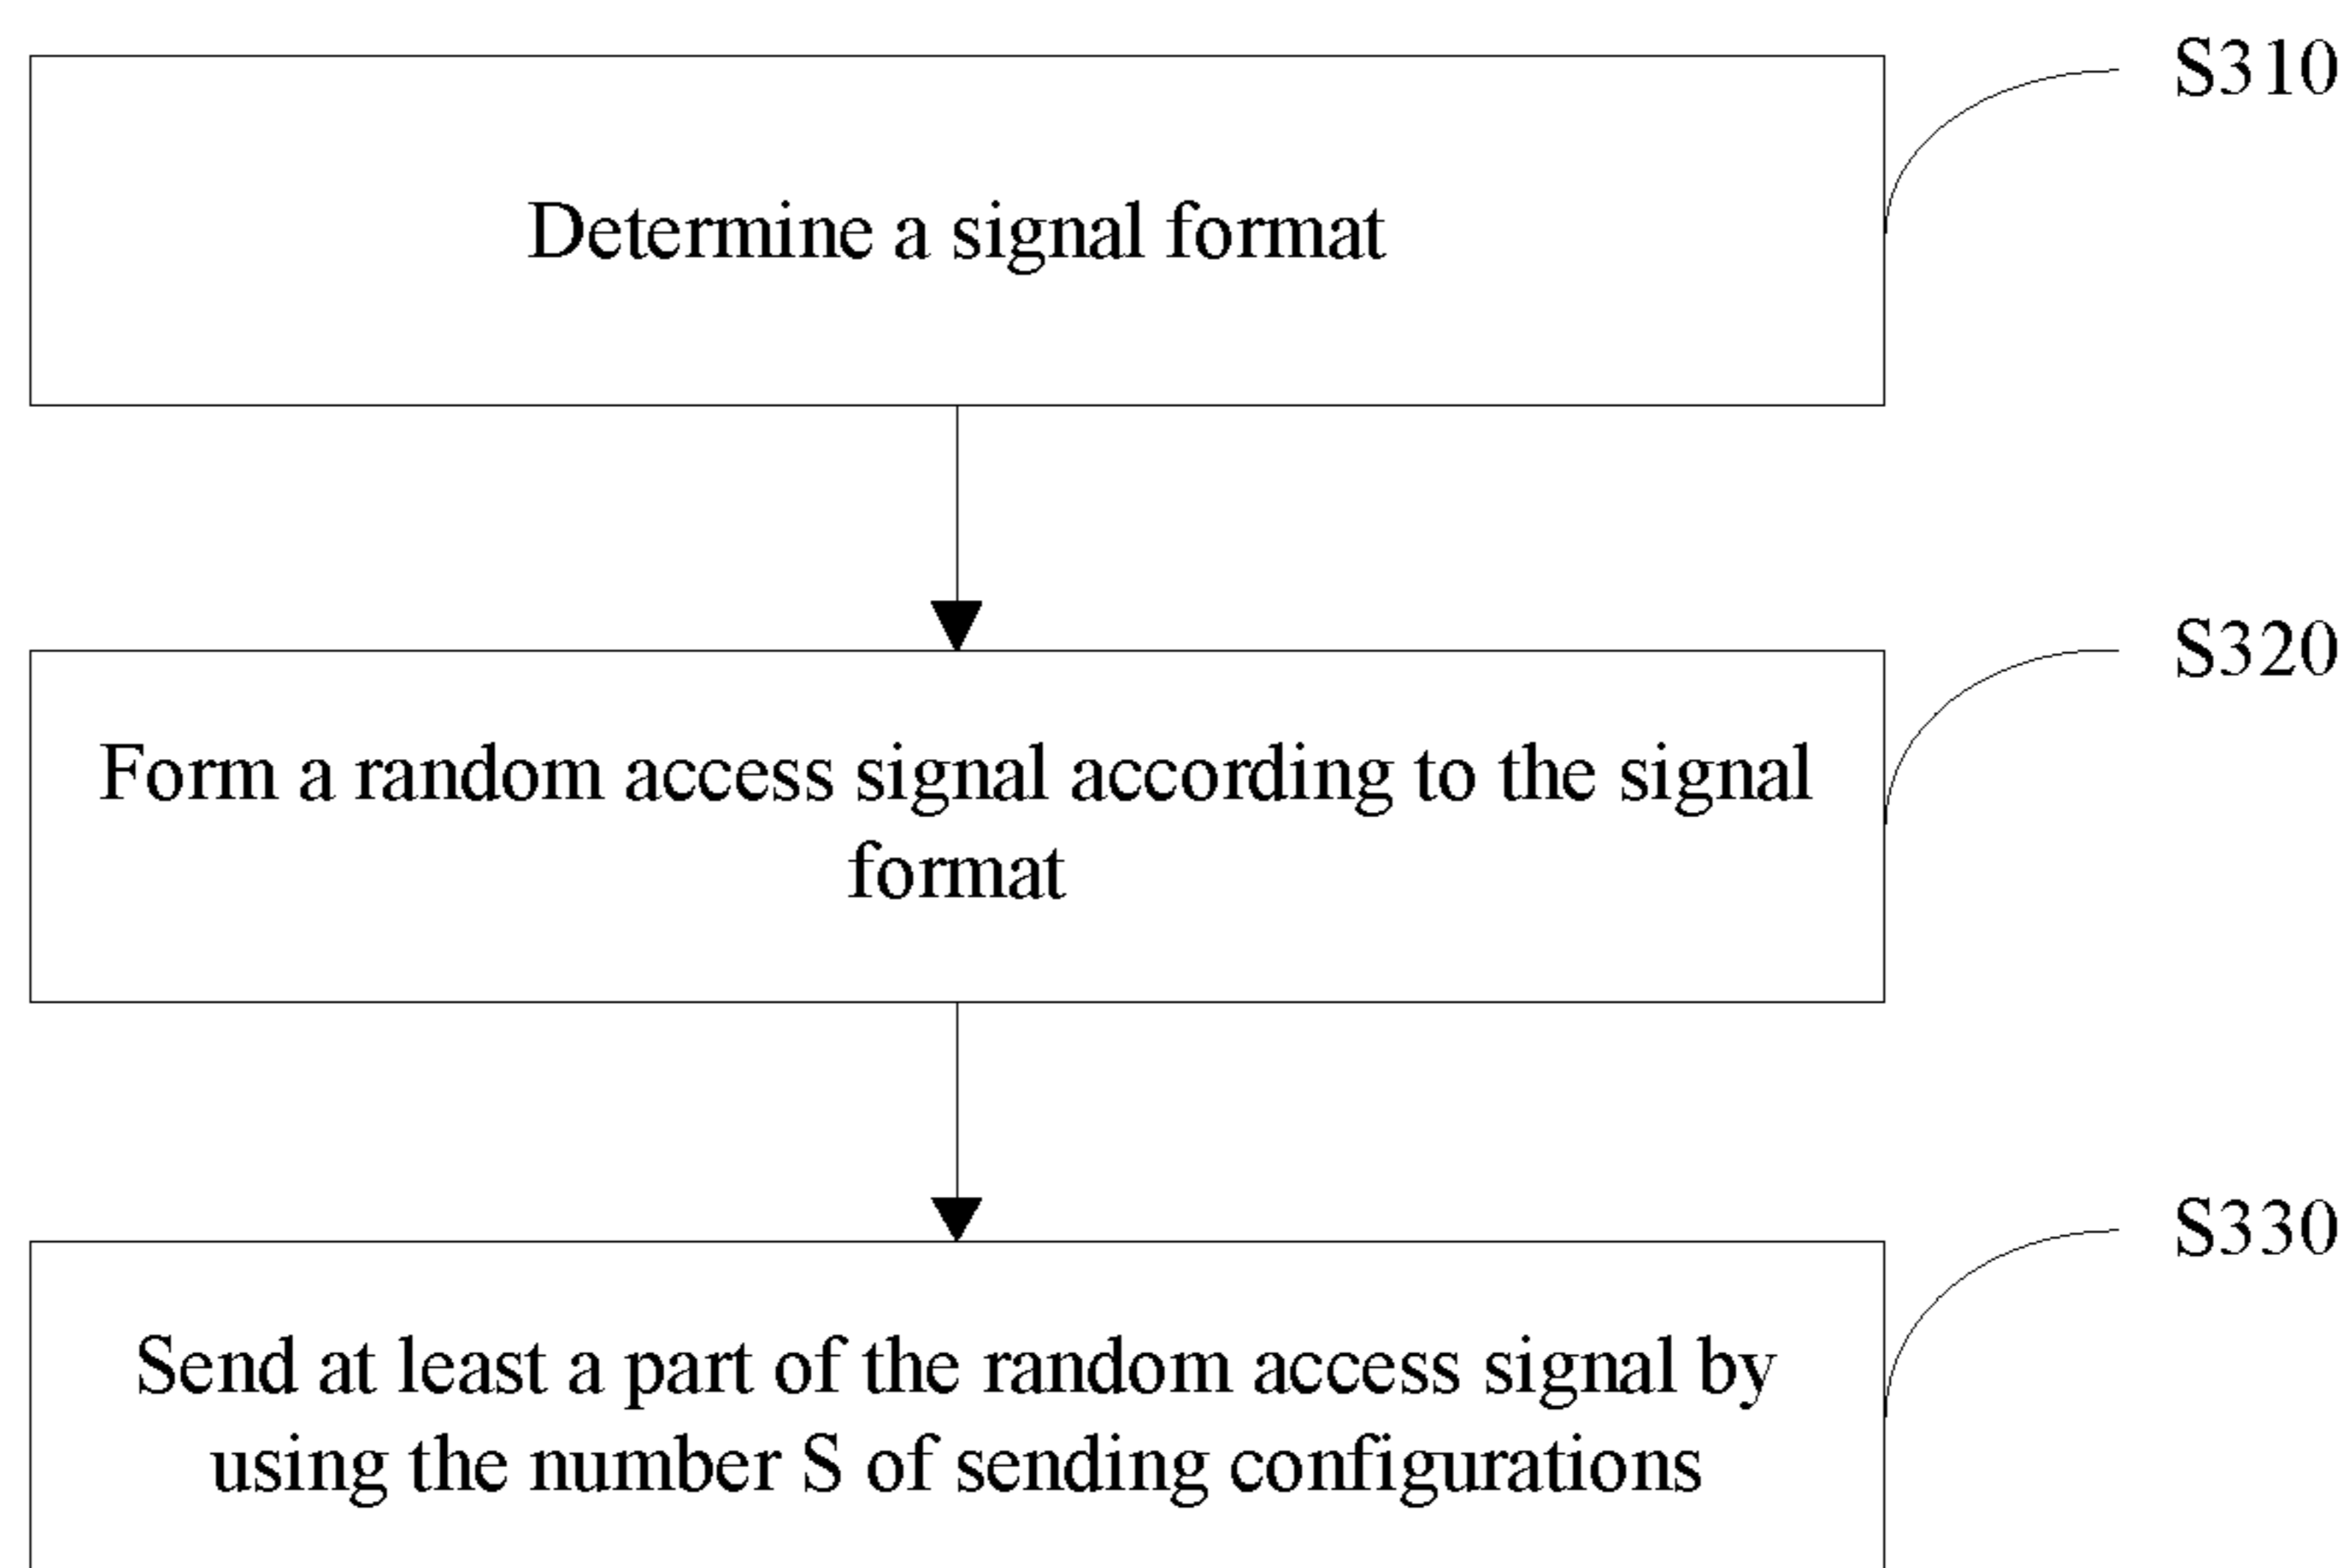 S310
Determine a signal format
S320
Form a random access signal according to the signal
format
S330
Send at least a part of the random access signal by
using the number S of sending configurations